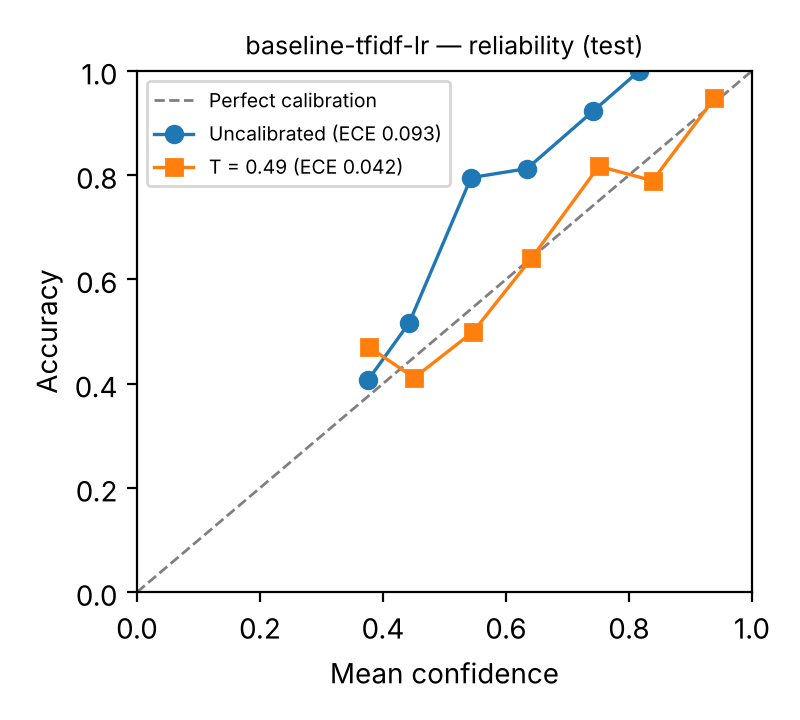 baseline-tfidf-lr — reliability (test)
Perfect calibration
Uncalibrated (ECE 0.093)
T = 0.49 (ECE 0.042)
Accuracy
1.0
0.8
0.6
0.4
0.2
0.0
0.0 0.2 0.4 0.6 0.8 1.0
Mean confidence